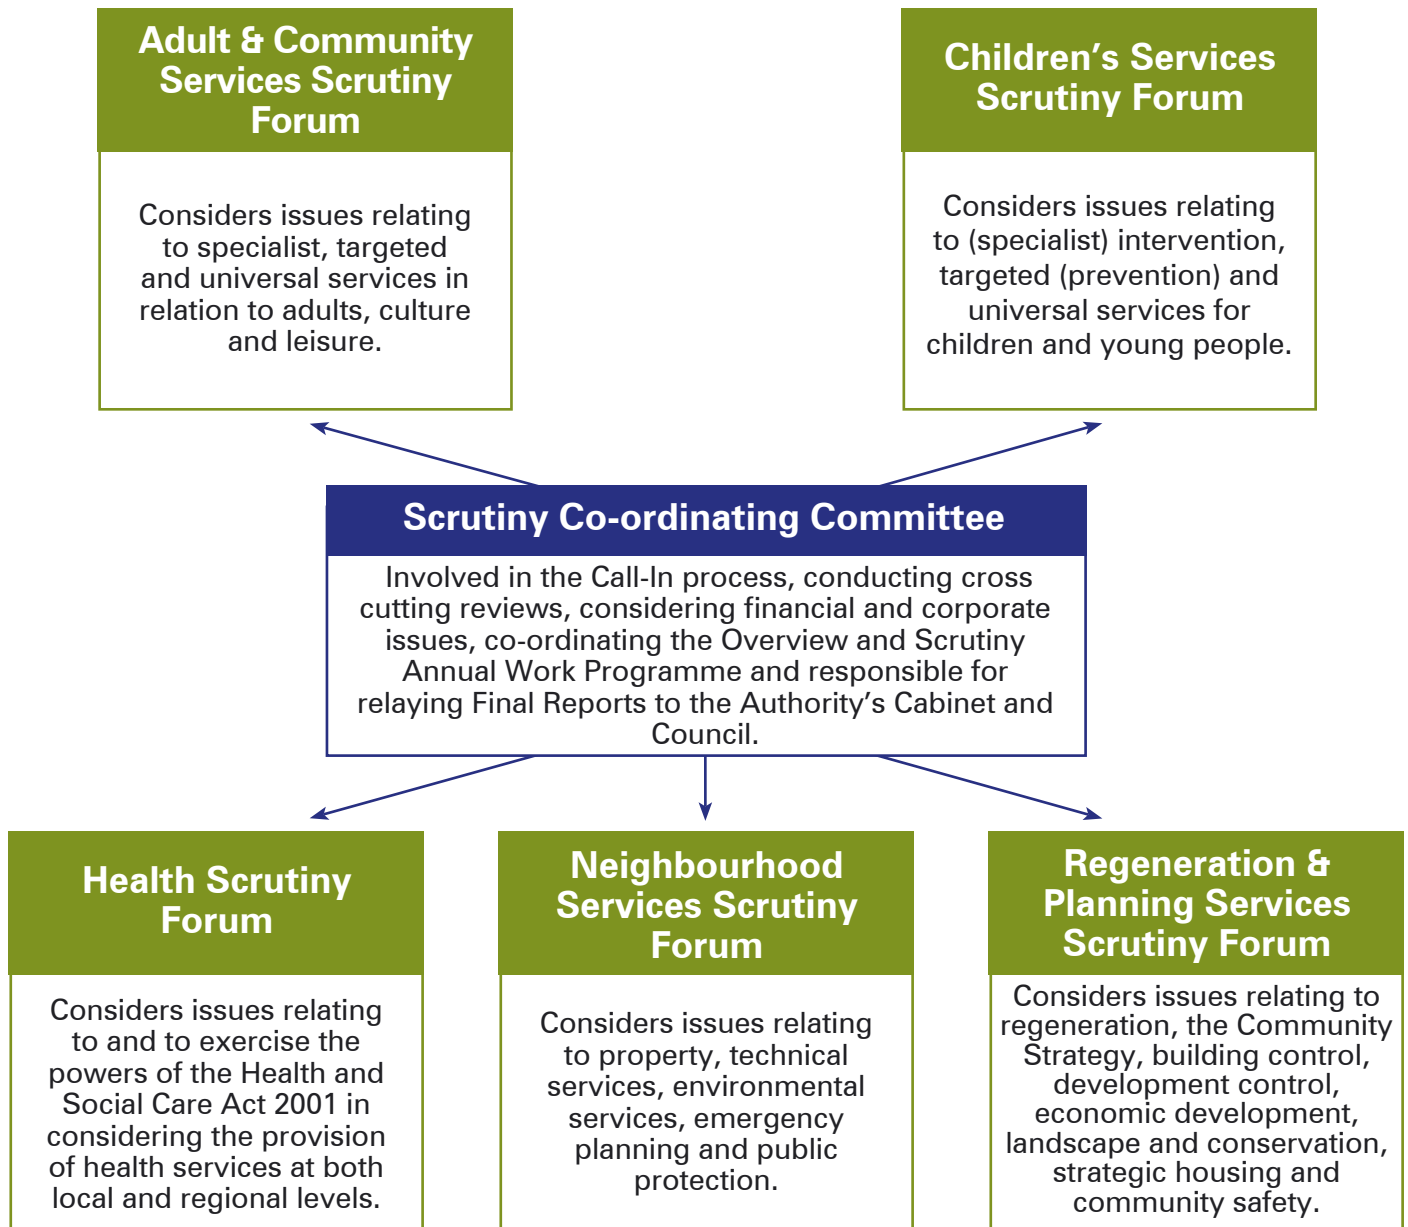 Adult & Community
Services Scrutiny
Forum
Considers issues relating
to specialist, targeted
and universal services in
relation to adults, culture
and leisure.
Children’s Services
Scrutiny Forum
Considers issues relating
to (specialist) intervention,
targeted (prevention) and
universal services for
children and young people.
Scrutiny Co-ordinating Committee
Involved in the Call-In process, conducting cross
cutting reviews, considering financial and corporate
issues, co-ordinating the Overview and Scrutiny
Annual Work Programme and responsible for
relaying Final Reports to the Authority’s Cabinet and
Council.
Health Scrutiny
Forum
Considers issues relating
to and to exercise the
powers of the Health and
Social Care Act 2001 in
considering the provision
of health services at both
local and regional levels.
Neighbourhood
Services Scrutiny
Forum
Considers issues relating
to property, technical
services, environmental
services, emergency
planning and public
protection.
Regeneration &
Planning Services
Scrutiny Forum
Considers issues relating to
regeneration, the Community
Strategy, building control,
development control,
economic development,
landscape and conservation,
strategic housing and
community safety.